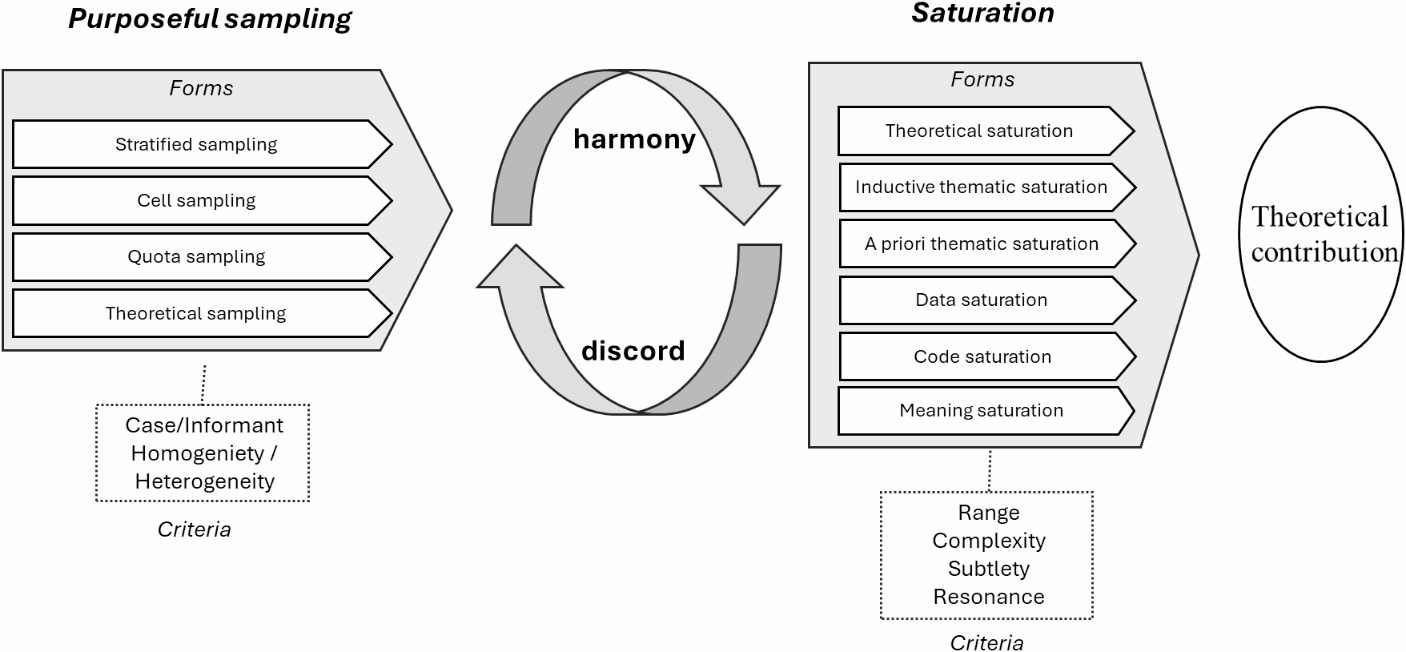 Purposeful sampling
Forms
Stratified sampling
Cell sampling
Quota sampling
Theoretical sampling
Case/Informant
Homogeniety /
Heterogeneity
Criteria
harmony
discord
Saturation
Forms
Theoretical saturation
Inductive thematic saturation
A priori thematic saturation
Data saturation
Code saturation
Meaning saturation
Range
Complexity
Subtlety
Resonance
Criteria
Theoretical
contribution